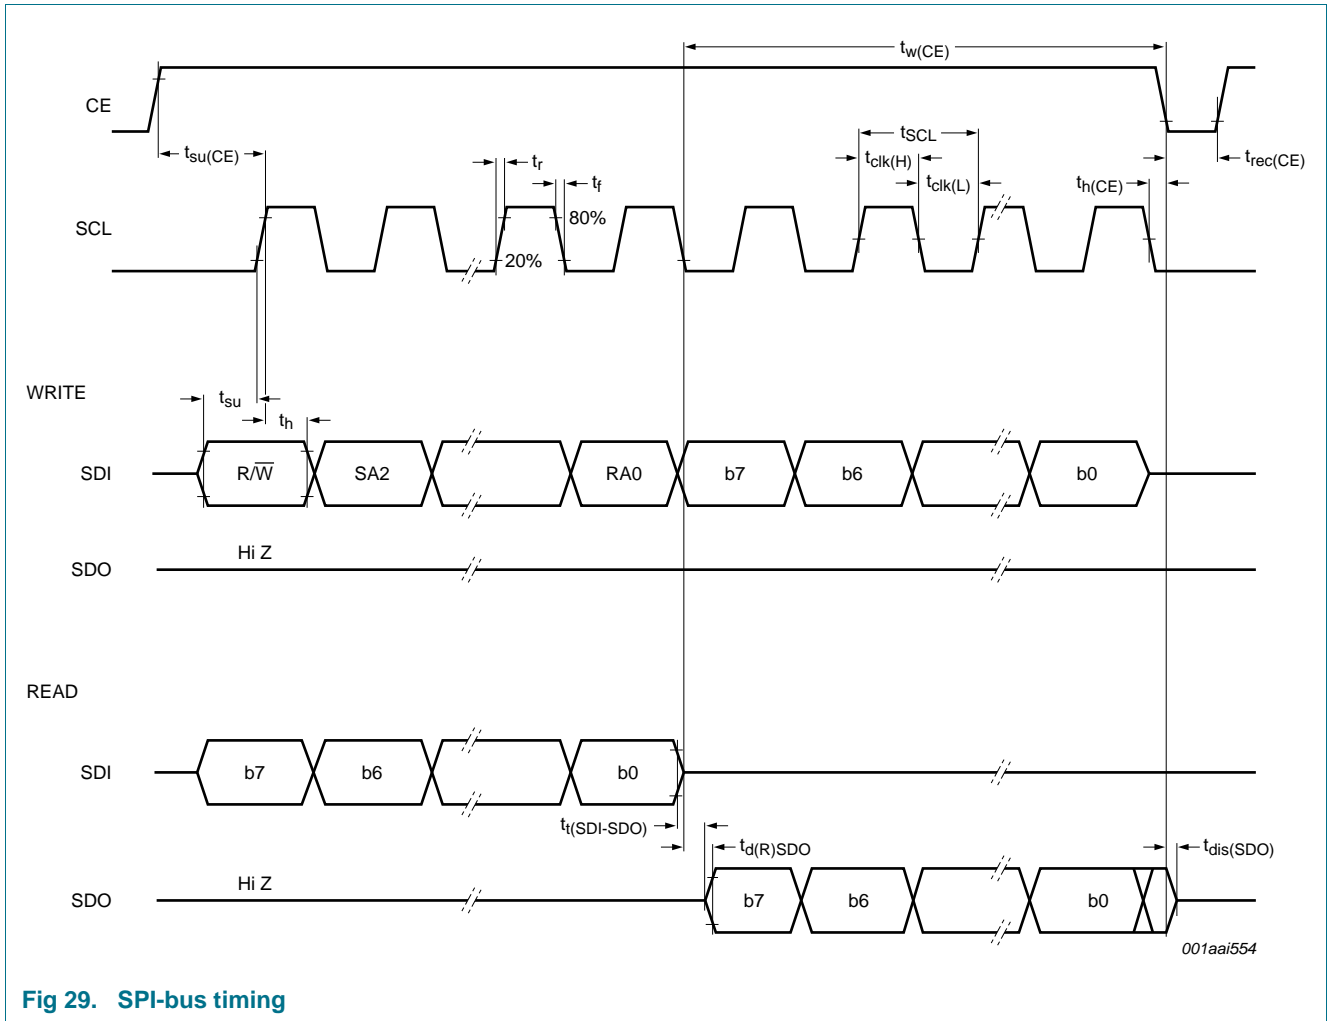 tw(CE)
CE
tSCL
tsu(CE)
tr
tclk(H)
trec(CE)
tf
tclk(L)
th(CE)
SCL
80%
20%
WRITE
tsu
th
SDI
R/W̅
SA2
RA0
b7
b6
b0
Hi Z
SDO
READ
SDI
b7
b6
b0
tt(SDI-SDO)
td(R)SDO
tdis(SDO)
Hi Z
SDO
b7
b6
b0
001aai554
Fig 29. SPI-bus timing